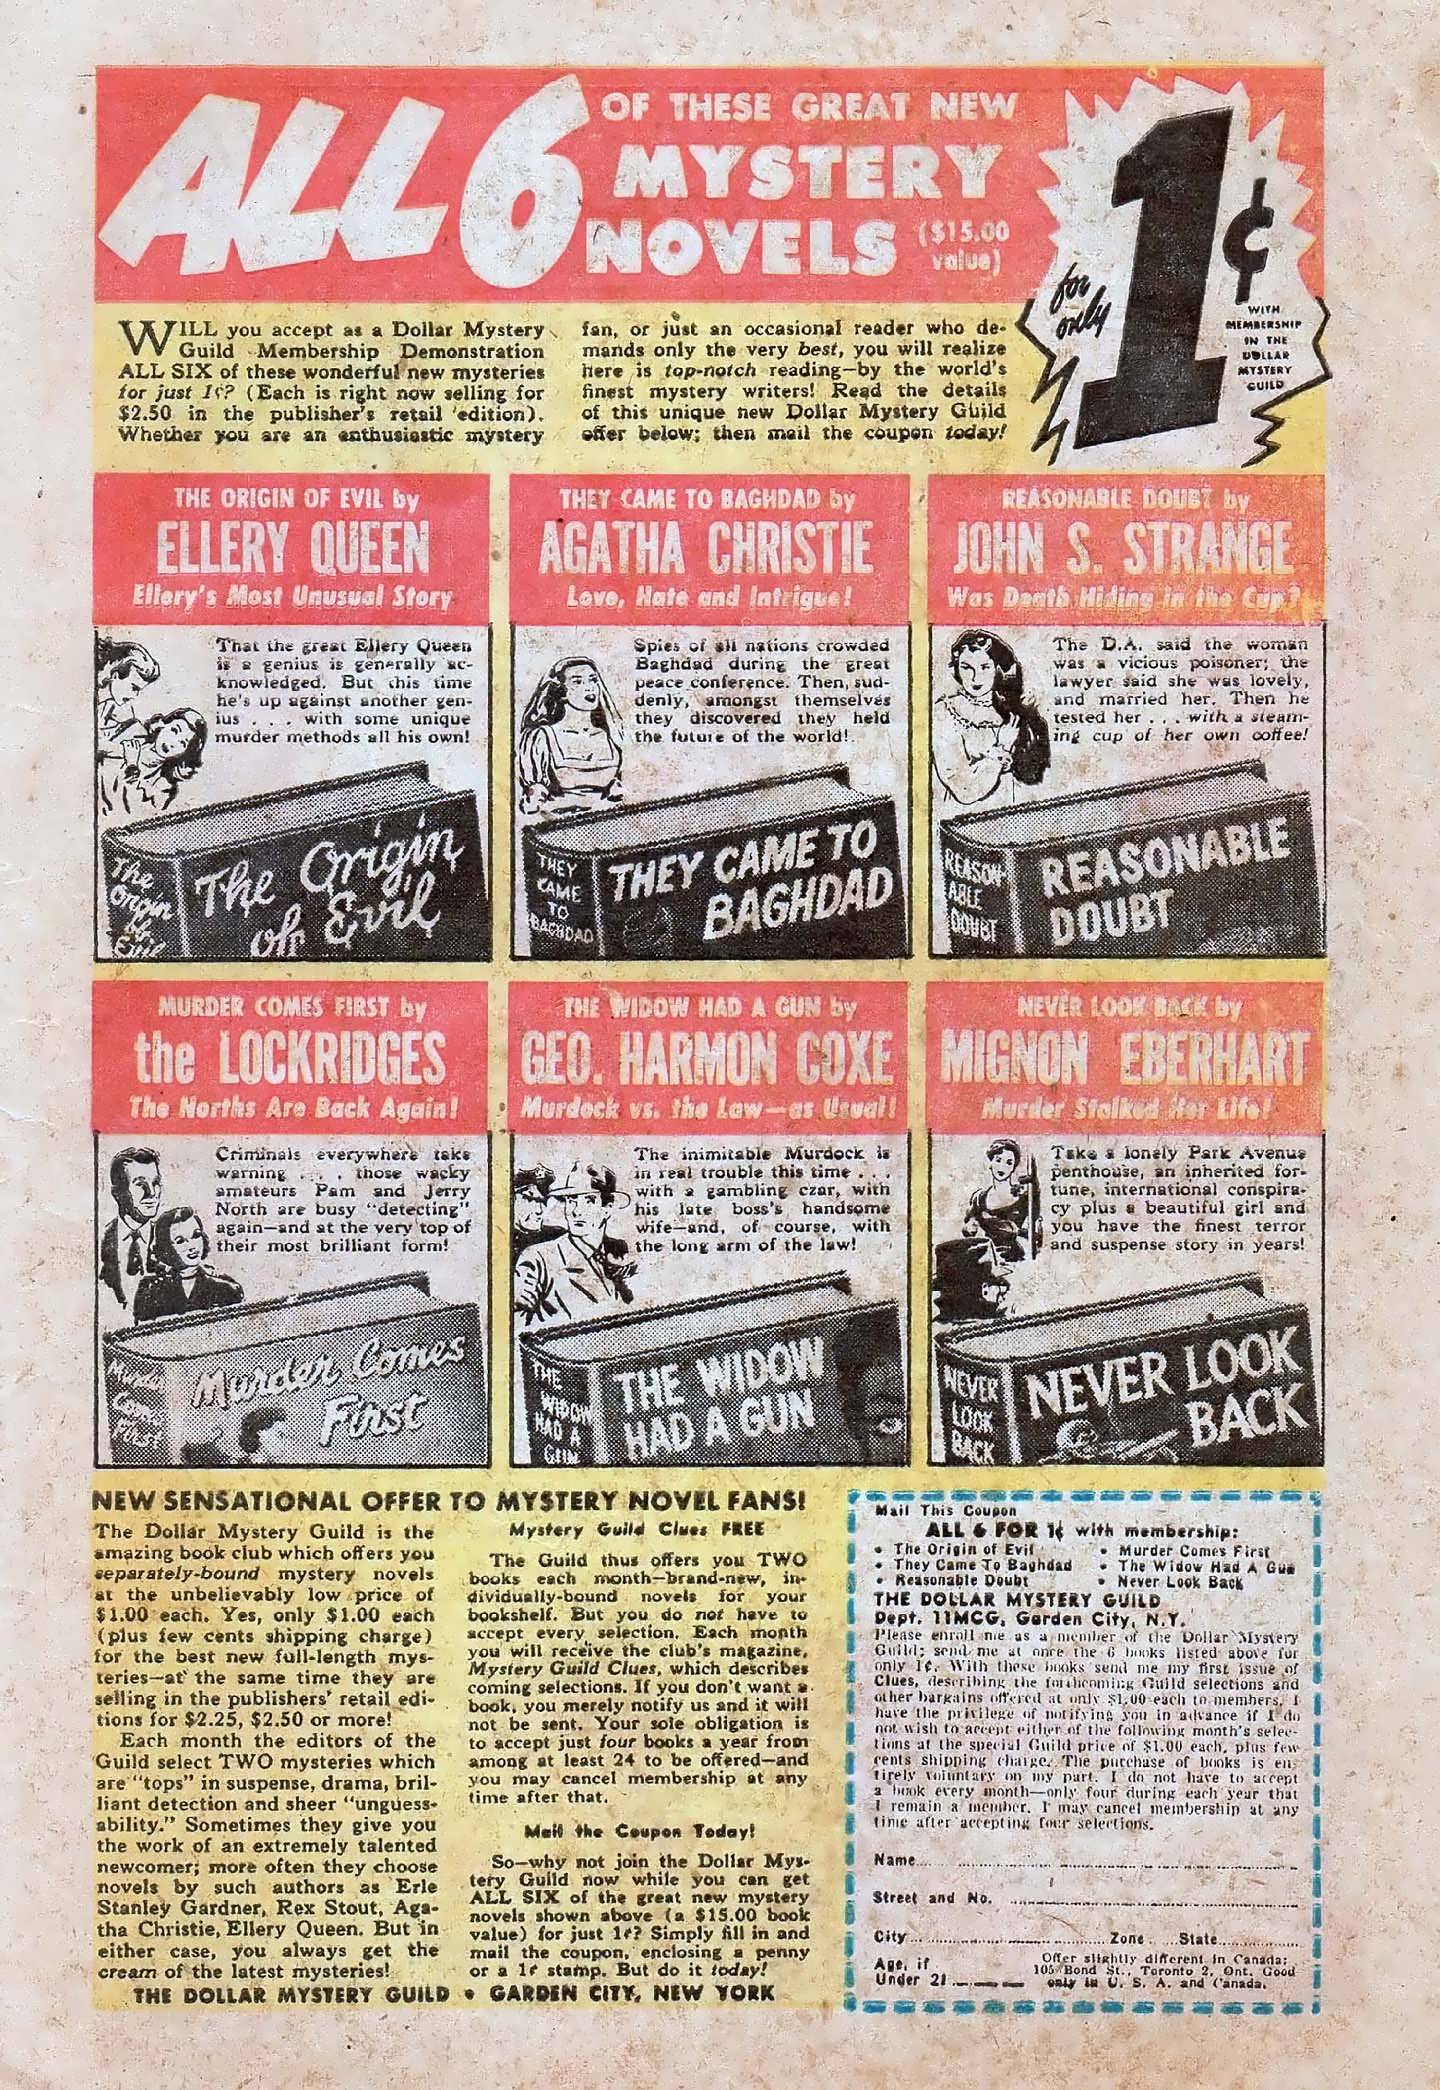 ALL 6 OF THESE GREAT NEW
MYSTERY
NOVELS ($15.00
value)
for
only
1¢
WITH
MEMBERSHIP
IN THE
DOLLAR
MYSTERY
GUILD
WILL you accept as a Dollar Mystery
Guild Membership Demonstration
ALL SIX of these wonderful new mysteries
for just 1¢? (Each is right now selling for
$2.50 in the publisher's retail edition).
Whether you are an enthusiastic mystery
fan, or just an occasional reader who de-
mands only the very best, you will realize
here is top-notch reading—by the world's
finest mystery writers! Read the details
of this unique new Dollar Mystery Guild
offer below; then mail the coupon today!
THE ORIGIN OF EVIL by
ELLERY QUEEN
Ellery's Most Unusual Story
That the great Ellery Queen
is a genius is generally ac-
knowledged. But this time
he's up against another gen-
ius . . . with some unique
murder methods all his own!
The
Origin
of
Evil
The Origin
of Evil
THEY CAME TO BAGHDAD by
AGATHA CHRISTIE
Love, Hate and Intrigue!
Spies of all nations crowded
Baghdad during the great
peace conference. Then, sud-
denly, amongst themselves
they discovered they held
the future of the world!
THEY
CAME
TO
BAGHDAD
THEY CAME TO
BAGHDAD
REASONABLE DOUBT by
JOHN S. STRANGE
Was Death Hiding in the Cup?
The D.A. said the woman
was a vicious poisoner; the
lawyer said she was lovely,
and married her. Then he
tested her . . . with a steam-
ing cup of her own coffee!
REASON-
ABLE
DOUBT
REASONABLE
DOUBT
MURDER COMES FIRST by
the LOCKRIDGES
The Norths Are Back Again!
Criminals everywhere take
warning . . . those wacky
amateurs Pam and Jerry
North are busy "detecting"
again—and at the very top of
their most brilliant form!
Murder
Comes
First
Murder Comes
First
THE WIDOW HAD A GUN by
GEO. HARMON COXE
Murdock vs. the Law—as Usual!
The inimitable Murdock is
in real trouble this time . . .
with a gambling czar, with
his late boss's handsome
wife—and, of course, with
the long arm of the law!
THE
WIDOW
HAD A
GUN
THE WIDOW
HAD A GUN
NEVER LOOK BACK by
MIGNON EBERHART
Murder Stalked Her Life!
Take a lonely Park Avenue
penthouse, an inherited for-
tune, international conspira-
cy plus a beautiful girl and
you have the finest terror
and suspense story in years!
NEVER
LOOK
BACK
NEVER LOOK
BACK
NEW SENSATIONAL OFFER TO MYSTERY NOVEL FANS!
The Dollar Mystery Guild is the
amazing book club which offers you
separately-bound mystery novels
at the unbelievably low price of
$1.00 each. Yes, only $1.00 each
(plus few cents shipping charge)
for the best new full-length mys-
teries—at the same time they are
selling in the publishers' retail edi-
tions for $2.25, $2.50 or more!
Each month the editors of the
Guild select TWO mysteries which
are "tops" in suspense, drama, bril-
liant detection and sheer "unguess-
ability." Sometimes they give you
the work of an extremely talented
newcomer; more often they choose
novels by such authors as Erle
Stanley Gardner, Rex Stout, Aga-
tha Christie, Ellery Queen. But in
either case, you always get the
cream of the latest mysteries!
Mystery Guild Clues FREE
The Guild thus offers you TWO
books each month—brand-new, in-
dividually-bound novels for your
bookshelf. But you do not have to
accept every selection. Each month
you will receive the club's magazine,
Mystery Guild Clues, which describes
coming selections. If you don't want a
book, you merely notify us and it will
not be sent. Your sole obligation is
to accept just four books a year from
among at least 24 to be offered—and
you may cancel membership at any
time after that.
Mail the Coupon Today!
So—why not join the Dollar Mys-
tery Guild now while you can get
ALL SIX of the great new mystery
novels shown above (a $15.00 book
value) for just 1¢? Simply fill in and
mail the coupon, enclosing a penny
or a 1¢ stamp. But do it today!
THE DOLLAR MYSTERY GUILD • GARDEN CITY, NEW YORK
Mail This Coupon
ALL 6 FOR 1¢ with membership:
• The Origin of Evil • Murder Comes First
• They Came To Baghdad • The Widow Had A Gun
• Reasonable Doubt • Never Look Back
THE DOLLAR MYSTERY GUILD
Dept. 11MCG, Garden City, N.Y.
Please enroll me as a member of the Dollar Mystery
Guild; send me at once the 6 books listed above for
only 1¢. With these books send me my first issue of
Clues, describing the forthcoming Guild selections and
other bargains offered at only $1.00 each to members. I
have the privilege of notifying you in advance if I do
not wish to accept either of the following month's selec-
tions at the special Guild price of $1.00 each, plus few
cents shipping charge. The purchase of books is en-
tirely voluntary on my part. I do not have to accept
a book every month—only four during each year that
I remain a member. I may cancel membership at any
time after accepting four selections.
Name
Street and No.
City Zone State
Age, if
Under 21
Offer slightly different in Canada:
105 Bond St., Toronto 2, Ont. Good
only in U. S. A. and Canada.